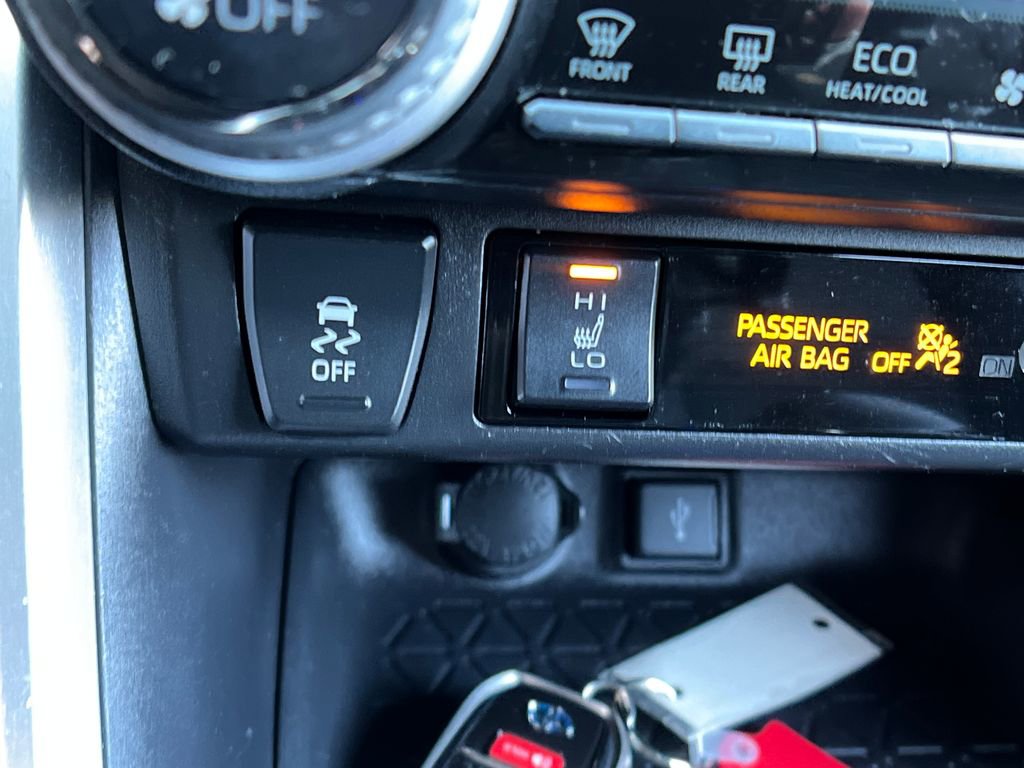 OFF
FRONT
REAR
ECO
HEAT/COOL
OFF
HI
LO
PASSENGER
AIR BAG OFF 2
ON